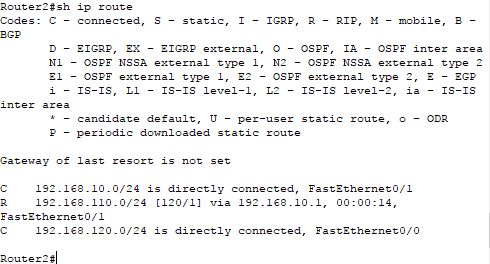 Router2#sh ip route
Codes: C - connected, S - static, I - IGRP, R - RIP, M - mobile, B -
BGP
D - EIGRP, EX - EIGRP external, O - OSPF, IA - OSPF inter area
N1 - OSPF NSSA external type 1, N2 - OSPF NSSA external type 2
E1 - OSPF external type 1, E2 - OSPF external type 2, E - EGP
i - IS-IS, L1 - IS-IS level-1, L2 - IS-IS level-2, ia - IS-IS
inter area
* - candidate default, U - per-user static route, o - ODR
P - periodic downloaded static route
Gateway of last resort is not set
C 192.168.10.0/24 is directly connected, FastEthernet0/1
R 192.168.110.0/24 [120/1] via 192.168.10.1, 00:00:14,
FastEthernet0/1
C 192.168.120.0/24 is directly connected, FastEthernet0/0
Router2#